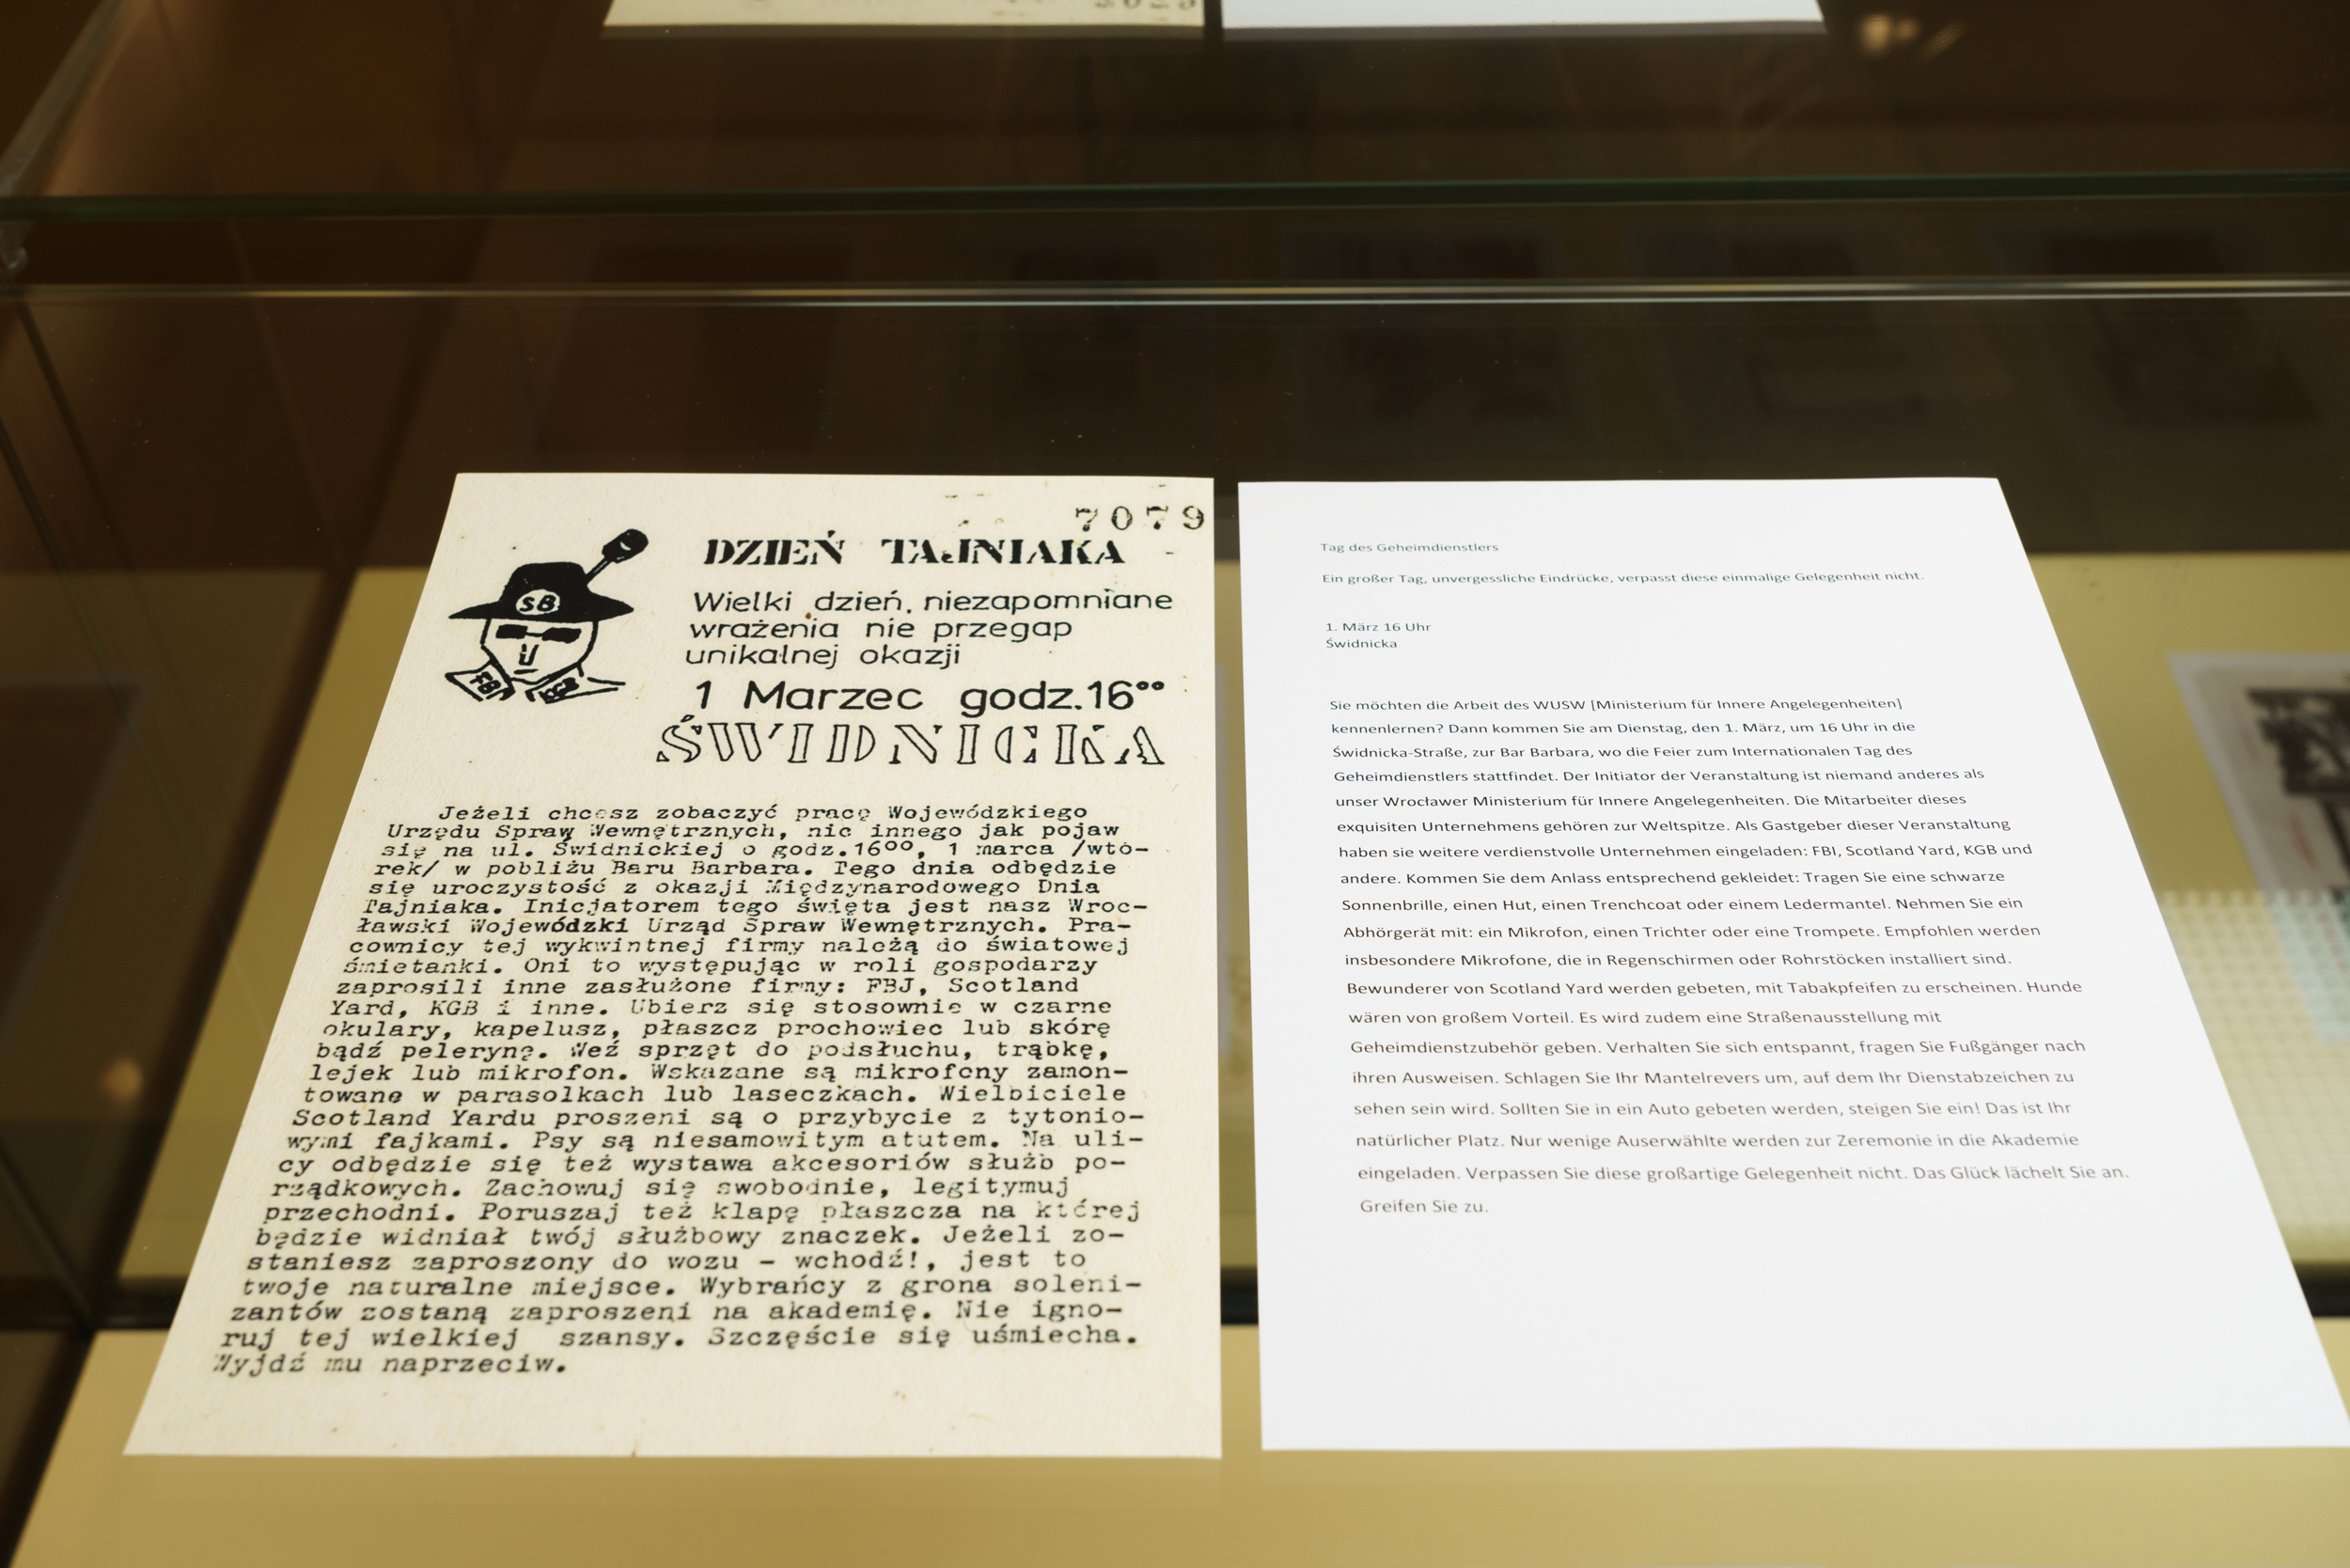 7079
DZIEŃ TAJNIAKA
SB
Wielki dzień, niezapomniane
wrażenia nie przegap
unikalnej okazji
FBI
KGB
1 Marzec godz.16⁰⁰
ŚWIDNICKA
Jeżeli chcesz zobaczyć pracę Wojewódzkiego
Urzędu Spraw Wewnętrznych, nic innego jak pojaw
się na ul. Świdnickiej o godz.16⁰⁰, 1 marca /wto-
rek/ w pobliżu Baru Barbara. Tego dnia odbędzie
się uroczystość z okazji Międzynarodowego Dnia
Tajniaka. Inicjatorem tego święta jest nasz Wroc-
ławski Wojewódzki Urząd Spraw Wewnętrznych. Pra-
cownicy tej wykwintnej firmy należą do światowej
śmietanki. Oni to występując w roli gospodarzy
zaprosili inne zasłużone firmy: FBJ, Scotland
Yard, KGB i inne. Ubierz się stosownie w czarne
okulary, kapelusz, płaszcz prochowiec lub skórę
bądź pelerynę. Weź sprzęt do podsłuchu, trąbkę,
lejek lub mikrofon. Wskazane są mikrofony zamon-
towane w parasolkach lub laseczkach. Wielbiciele
Scotland Yardu proszeni są o przybycie z tytonio-
wymi fajkami. Psy są niesamowitym atutem. Na uli-
cy odbędzie się też wystawa akcesoriów służb po-
rządkowych. Zachowuj się swobodnie, legitymuj
przechodni. Poruszaj też klapę płaszcza na której
będzie widniał twój służbowy znaczek. Jeżeli zo-
staniesz zaproszony do wozu - wchodź!, jest to
twoje naturalne miejsce. Wybrańcy z grona soleni-
zantów zostaną zaproszeni na akademię. Nie igno-
ruj tej wielkiej szansy. Szczęście się uśmiecha.
Wyjdź mu naprzeciw.
Tag des Geheimdienstlers
Ein großer Tag, unvergessliche Eindrücke, verpasst diese einmalige Gelegenheit nicht.
1. März 16 Uhr
Świdnicka
Sie möchten die Arbeit des WUSW [Ministerium für Innere Angelegenheiten]
kennenlernen? Dann kommen Sie am Dienstag, den 1. März, um 16 Uhr in die
Świdnicka-Straße, zur Bar Barbara, wo die Feier zum Internationalen Tag des
Geheimdienstlers stattfindet. Der Initiator der Veranstaltung ist niemand anderes als
unser Wrocławer Ministerium für Innere Angelegenheiten. Die Mitarbeiter dieses
exquisiten Unternehmens gehören zur Weltspitze. Als Gastgeber dieser Veranstaltung
haben sie weitere verdienstvolle Unternehmen eingeladen: FBI, Scotland Yard, KGB und
andere. Kommen Sie dem Anlass entsprechend gekleidet: Tragen Sie eine schwarze
Sonnenbrille, einen Hut, einen Trenchcoat oder einem Ledermantel. Nehmen Sie ein
Abhörgerät mit: ein Mikrofon, einen Trichter oder eine Trompete. Empfohlen werden
insbesondere Mikrofone, die in Regenschirmen oder Rohrstöcken installiert sind.
Bewunderer von Scotland Yard werden gebeten, mit Tabakpfeifen zu erscheinen. Hunde
wären von großem Vorteil. Es wird zudem eine Straßenausstellung mit
Geheimdienstzubehör geben. Verhalten Sie sich entspannt, fragen Sie Fußgänger nach
ihren Ausweisen. Schlagen Sie Ihr Mantelrevers um, auf dem Ihr Dienstabzeichen zu
sehen sein wird. Sollten Sie in ein Auto gebeten werden, steigen Sie ein! Das ist Ihr
natürlicher Platz. Nur wenige Auserwählte werden zur Zeremonie in die Akademie
eingeladen. Verpassen Sie diese großartige Gelegenheit nicht. Das Glück lächelt Sie an.
Greifen Sie zu.